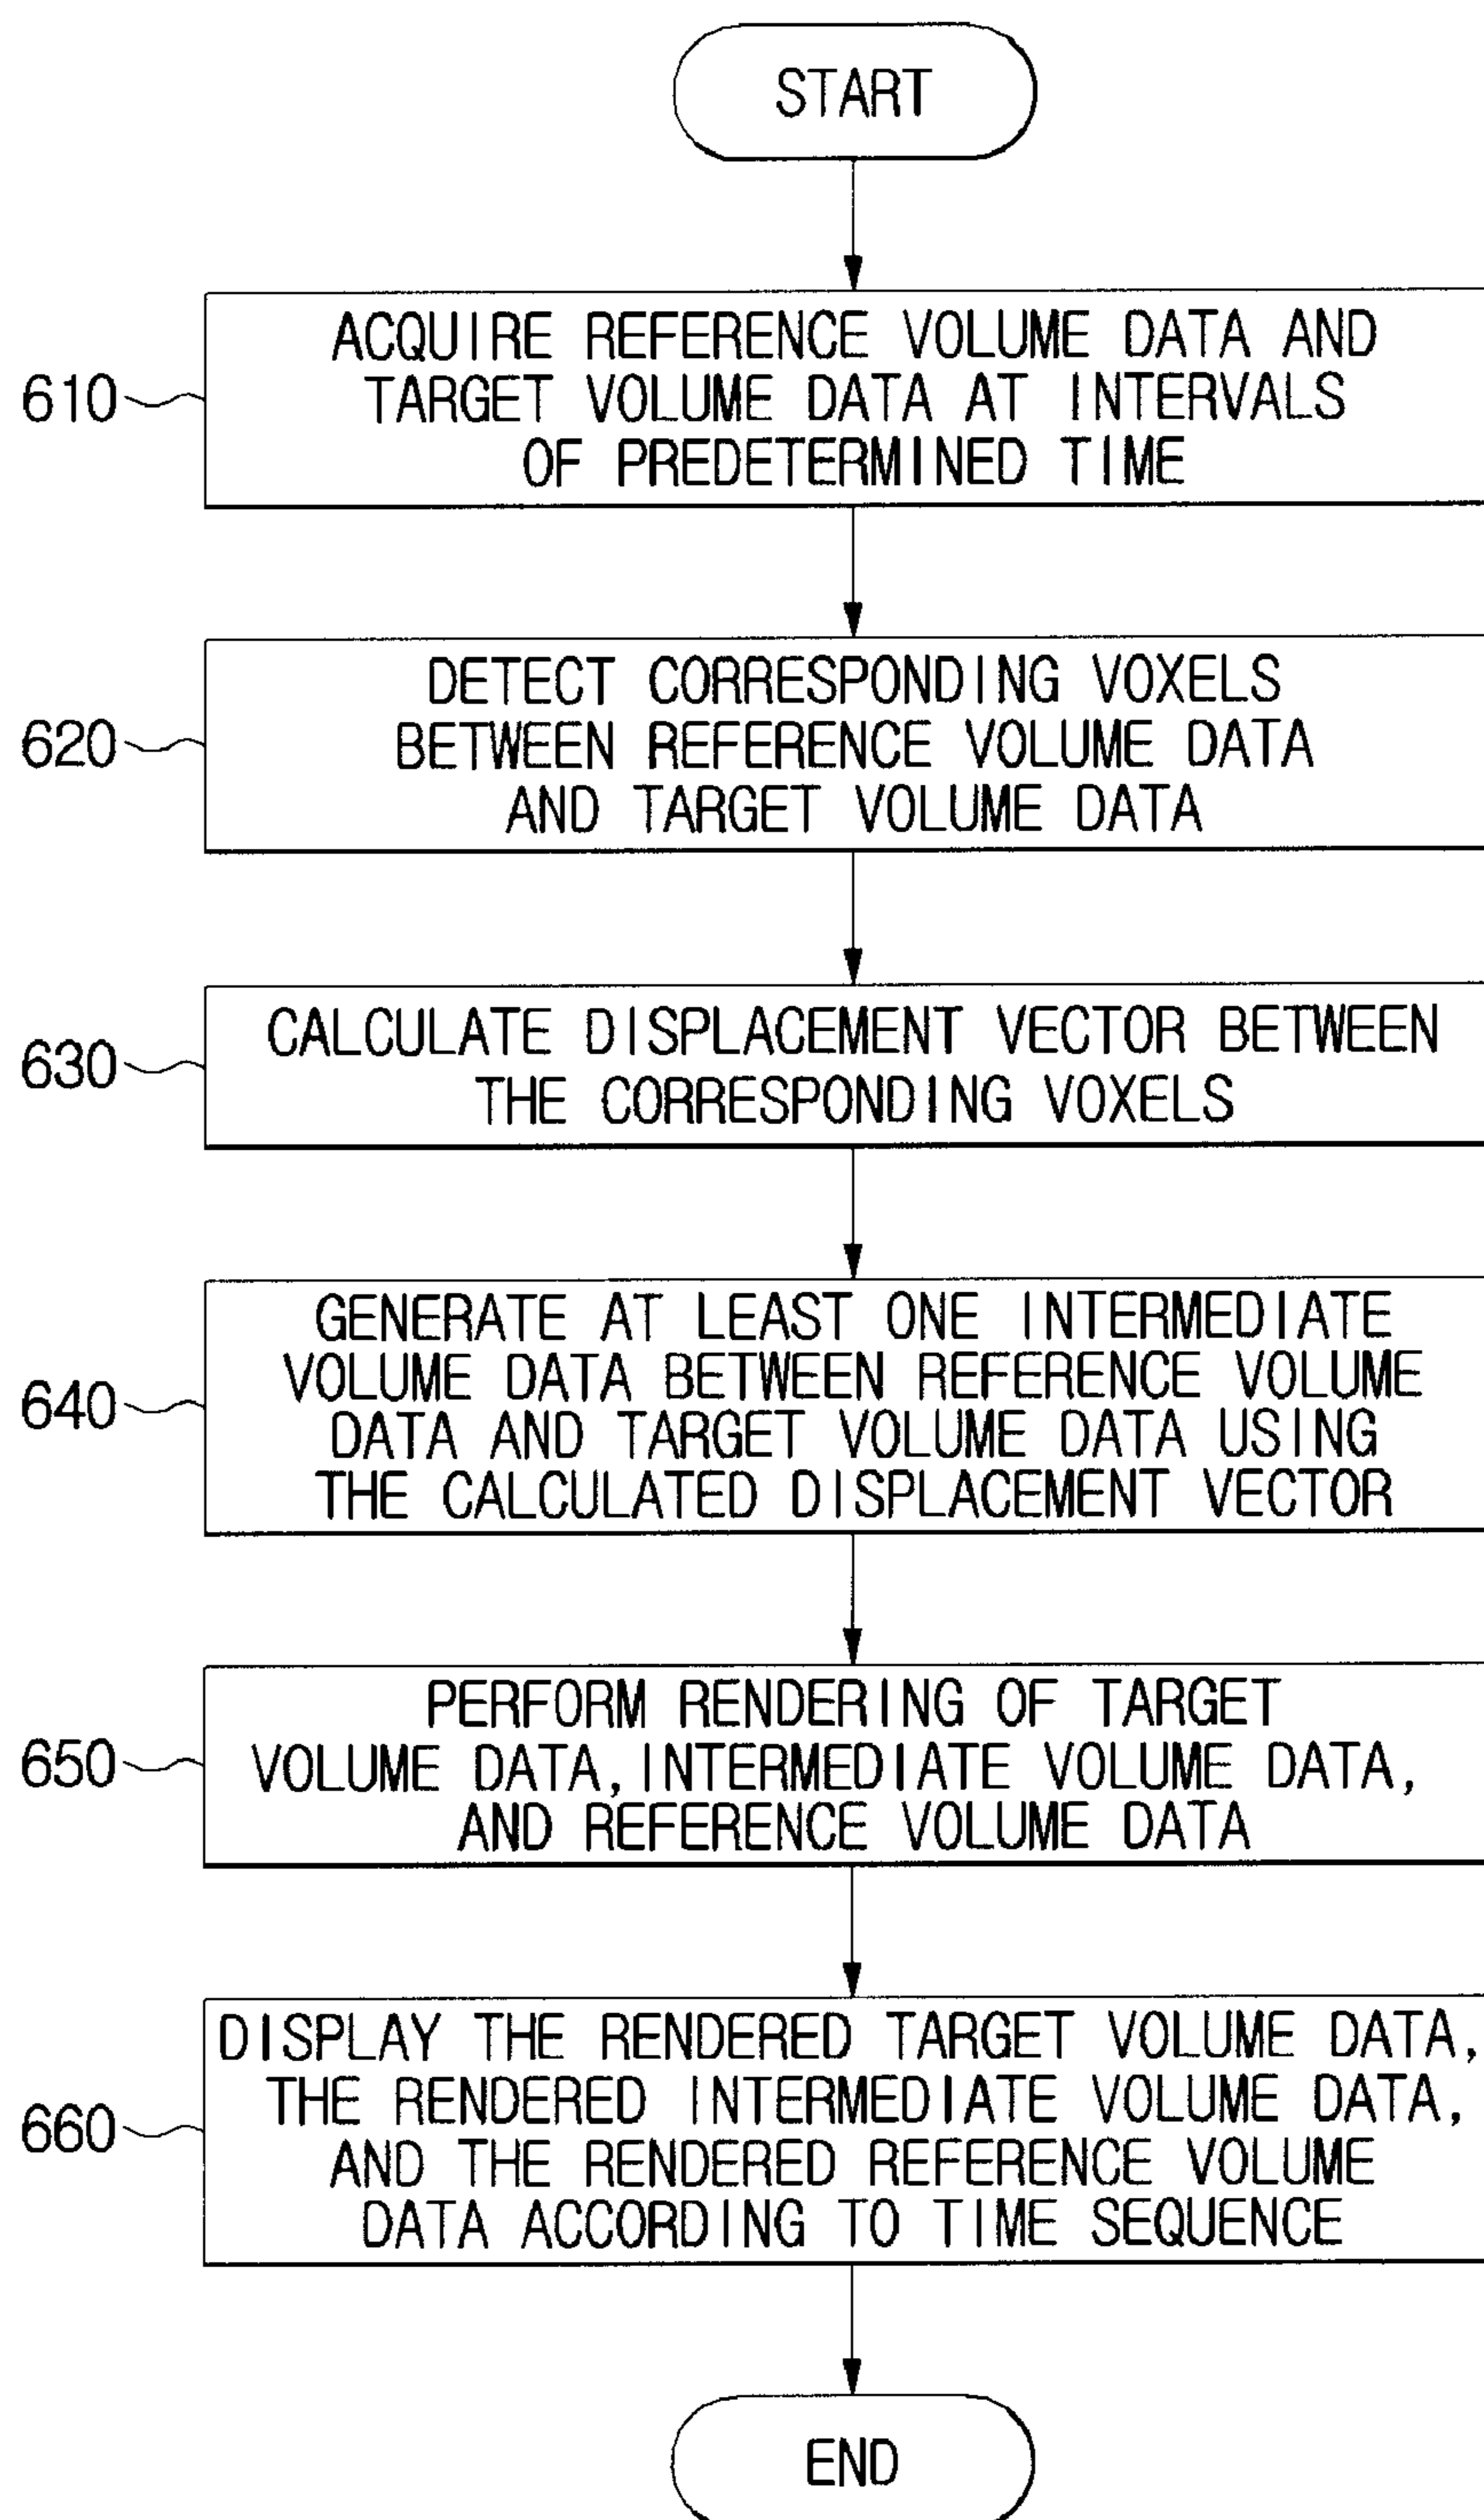 START
610
ACQUIRE REFERENCE VOLUME DATA AND
TARGET VOLUME DATA AT INTERVALS
OF PREDETERMINED TIME
620
DETECT CORRESPONDING VOXELS
BETWEEN REFERENCE VOLUME DATA
AND TARGET VOLUME DATA
630
CALCULATE DISPLACEMENT VECTOR BETWEEN
THE CORRESPONDING VOXELS
640
GENERATE AT LEAST ONE INTERMEDIATE
VOLUME DATA BETWEEN REFERENCE VOLUME
DATA AND TARGET VOLUME DATA USING
THE CALCULATED DISPLACEMENT VECTOR
650
PERFORM RENDERING OF TARGET
VOLUME DATA, INTERMEDIATE VOLUME DATA,
AND REFERENCE VOLUME DATA
660
DISPLAY THE RENDERED TARGET VOLUME DATA,
THE RENDERED INTERMEDIATE VOLUME DATA,
AND THE RENDERED REFERENCE VOLUME
DATA ACCORDING TO TIME SEQUENCE
END